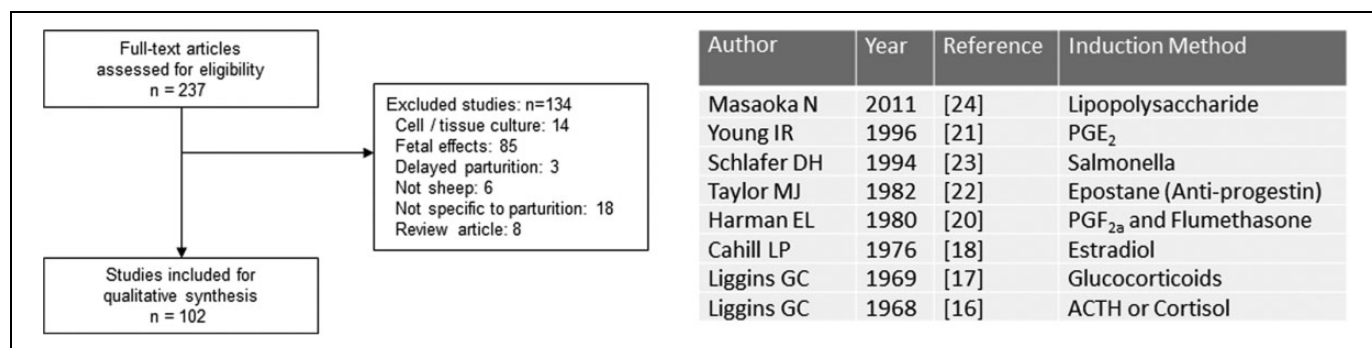 Full-text articles
assessed for eligibility
n = 237
Excluded studies: n=134
Cell / tissue culture: 14
Fetal effects: 85
Delayed parturition: 3
Not sheep: 6
Not specific to parturition: 18
Review article: 8
Studies included for
qualitative synthesis
n = 102
Author Year Reference Induction Method
Masaoka N 2011 [24] Lipopolysaccharide
Young IR 1996 [21] PGE₂
Schlafer DH 1994 [23] Salmonella
Taylor MJ 1982 [22] Epostane (Anti-progestin)
Harman EL 1980 [20] PGF₂ₐ and Flumethasone
Cahill LP 1976 [18] Estradiol
Liggins GC 1969 [17] Glucocorticoids
Liggins GC 1968 [16] ACTH or Cortisol